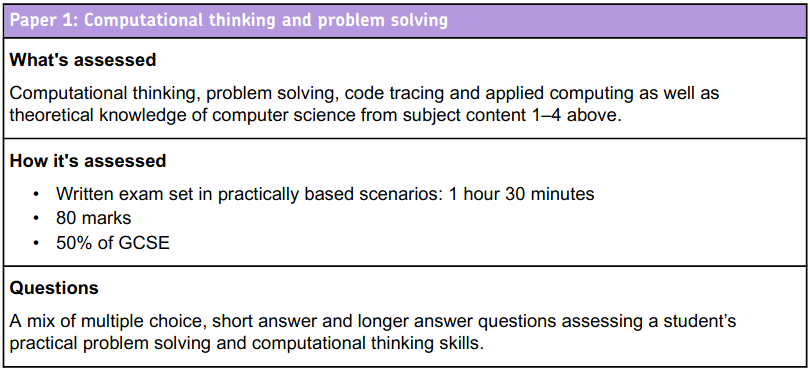 Paper 1: Computational thinking and problem solving
What's assessed
Computational thinking, problem solving, code tracing and applied computing as well as
theoretical knowledge of computer science from subject content 1–4 above.
How it's assessed
• Written exam set in practically based scenarios: 1 hour 30 minutes
• 80 marks
• 50% of GCSE
Questions
A mix of multiple choice, short answer and longer answer questions assessing a student’s
practical problem solving and computational thinking skills.